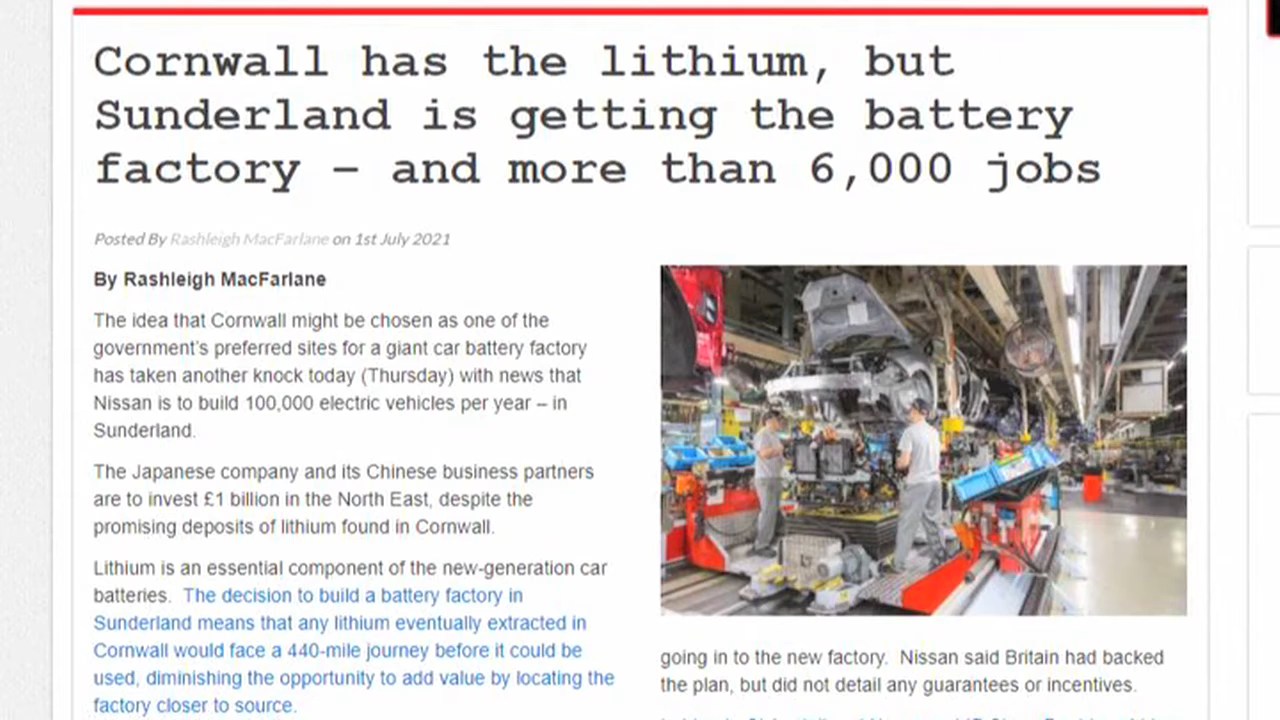 Cornwall has the lithium, but
Sunderland is getting the battery
factory – and more than 6,000 jobs
Posted By Rashleigh MacFarlane on 1st July 2021
By Rashleigh MacFarlane
The idea that Cornwall might be chosen as one of the
government's preferred sites for a giant car battery factory
has taken another knock today (Thursday) with news that
Nissan is to build 100,000 electric vehicles per year – in
Sunderland.
The Japanese company and its Chinese business partners
are to invest £1 billion in the North East, despite the
promising deposits of lithium found in Cornwall.
Lithium is an essential component of the new-generation car
batteries.  The decision to build a battery factory in
Sunderland means that any lithium eventually extracted in
Cornwall would face a 440-mile journey before it could be
used, diminishing the opportunity to add value by locating the
factory closer to source.
going in to the new factory.  Nissan said Britain had backed
the plan, but did not detail any guarantees or incentives.